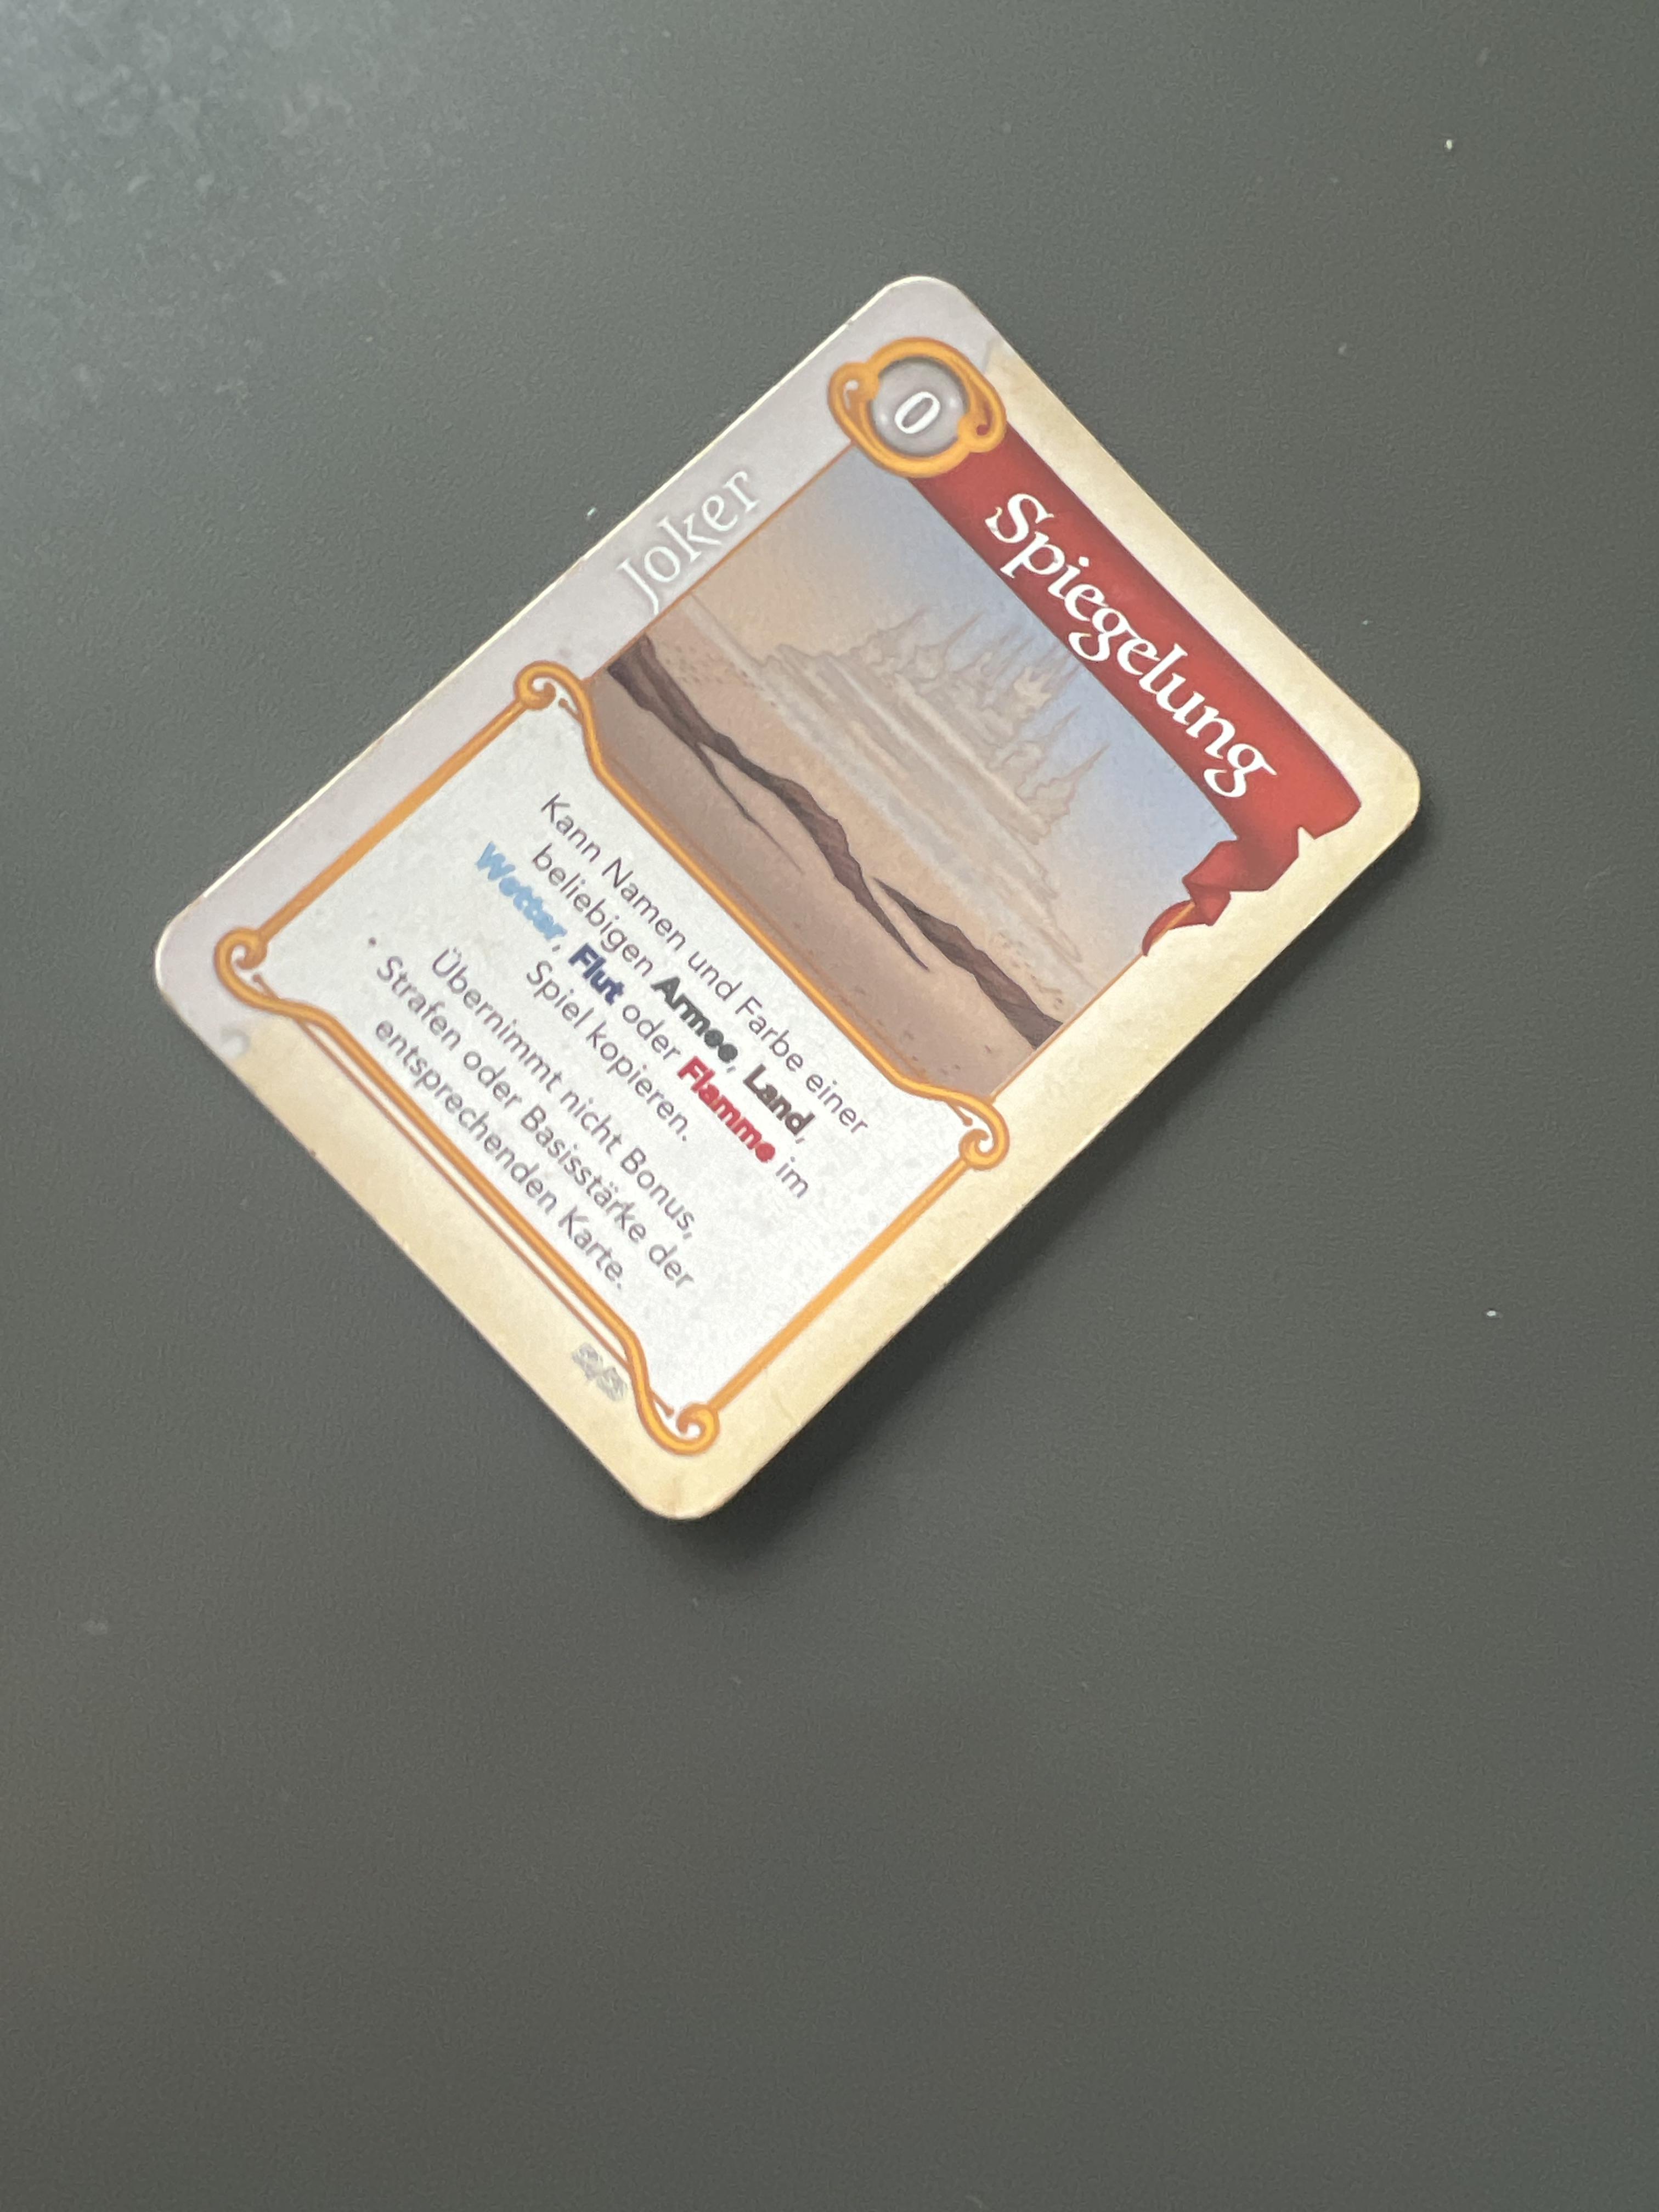 0
Spiegelung
Joker
Kann Namen und Farbe einer
beliebigen Armee, Land,
Wetter, Flut oder Flamme im
Spiel kopieren.
Übernimmt nicht Bonus,
Strafen oder Basisstärke der
entsprechenden Karte.